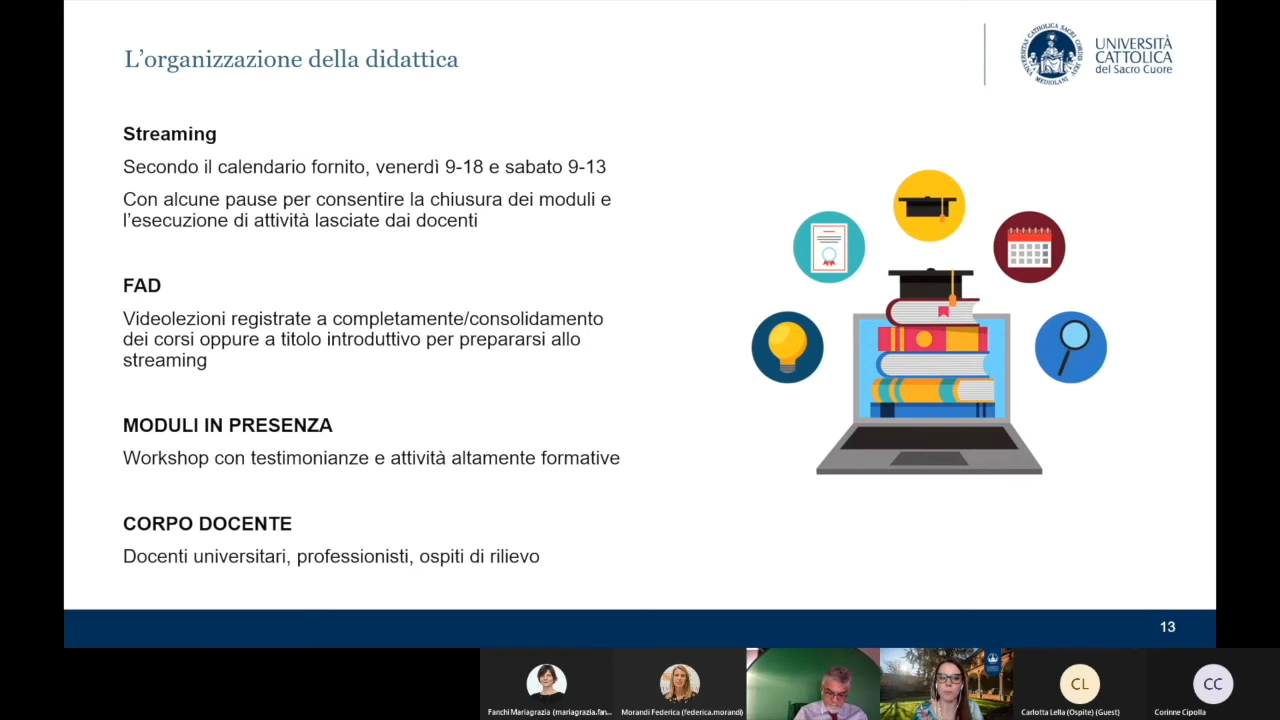 L'organizzazione della didattica
UNIVERSITÀ
CATTOLICA
del Sacro Cuore
Streaming
Secondo il calendario fornito, venerdì 9-18 e sabato 9-13
Con alcune pause per consentire la chiusura dei moduli e
l'esecuzione di attività lasciate dai docenti
FAD
Videolezioni registrate a completamente/consolidamento
dei corsi oppure a titolo introduttivo per prepararsi allo
streaming
MODULI IN PRESENZA
Workshop con testimonianze e attività altamente formative
CORPO DOCENTE
Docenti universitari, professionisti, ospiti di rilievo
13
CL
CC
Fanchi Mariagrazia (mariagrazia.fan...
Morandi Federica (federica.morandi)
Carlotta Lella (Ospite) (Guest)
Corinne Cipolla